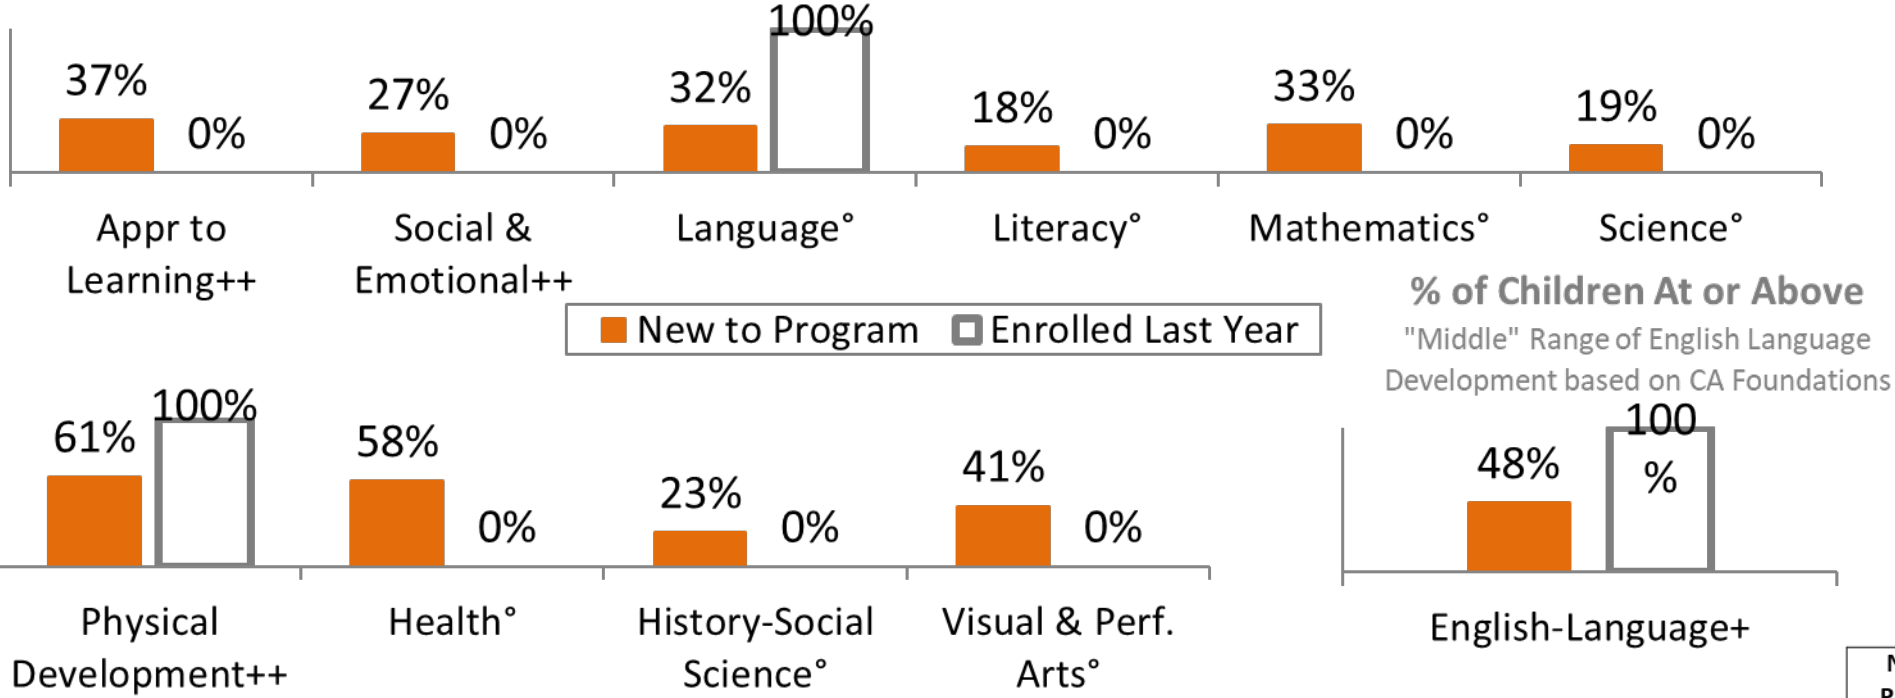 37% 0% 27% 0% 32% 100% 18% 0% 33% 0% 19% 0%
Appr to
Learning++
Social &
Emotional++
Language°
Literacy°
Mathematics°
Science°
New to Program Enrolled Last Year
% of Children At or Above
"Middle" Range of English Language
Development based on CA Foundations
61% 100% 58% 0% 23% 0% 41% 0%
Physical
Development++
Health°
History-Social
Science°
Visual & Perf.
Arts°
48%
100
%
English-Language+